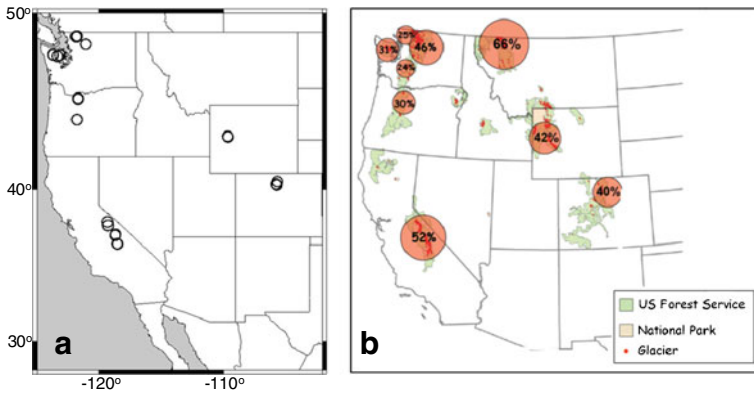 50°
40°
30°
-120°
-110°
a
25%
31%
46%
66%
24%
30%
42%
40%
52%
US Forest Service
National Park
Glacier
b